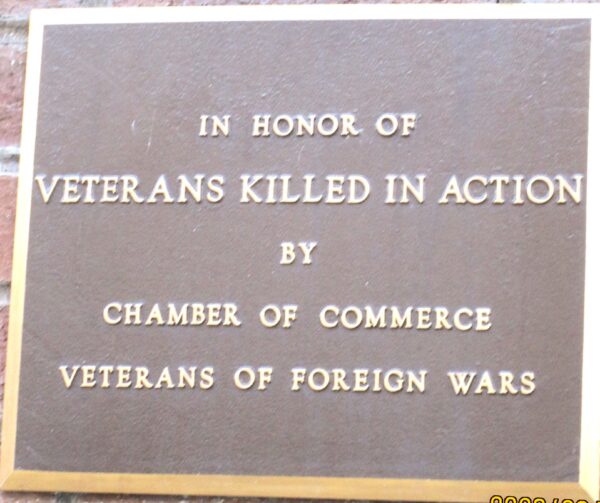 IN HONOR OF
VETERANS KILLED IN ACTION
BY
CHAMBER OF COMMERCE
VETERANS OF FOREIGN WARS